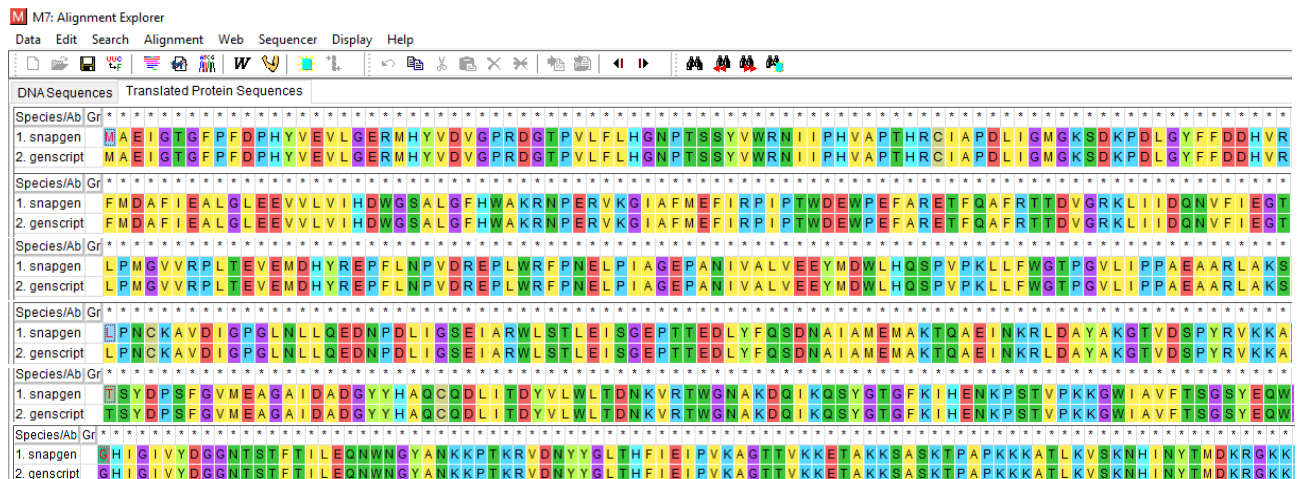 M M7: Alignment Explorer
Data Edit Search Alignment Web Sequencer Display Help
UUC F ATCG W
DNA Sequences Translated Protein Sequences
Species/Ab Gr
1. snapgen MAEIGTGFPFDPHYVEVLGERMHYVDVGPRDGTPVLFLHGNPTSSYVWRNIIPHVAPTHRCIAPDLIGMGKSDKPDLGYFFDDHVR
2. genscript MAEIGTGFPFDPHYVEVLGERMHYVDVGPRDGTPVLFLHGNPTSSYVWRNIIPHVAPTHRCIAPDLIGMGKSDKPDLGYFFDDHVR
Species/Ab Gr
1. snapgen FMDAFIEALGLEEVVLVIHDWGSALGFHWAKRNPERVKGIAFMEFIRPIPTWDEWPEFARETFQAFRTTDVGRKLIIDQNVFIEGT
2. genscript FMDAFIEALGLEEVVLVIHDWGSALGFHWAKRNPERVKGIAFMEFIRPIPTWDEWPEFARETFQAFRTTDVGRKLIIDQNVFIEGT
Species/Ab Gr
1. snapgen LPMGVVRPLTEVEMDHYREPFLNPVDREPLWRFPNELPIAGEPANIVALVEEYMDWLHQSPVPKLLFWGTPGVLIPPAEAARLAKS
2. genscript LPMGVVRPLTEVEMDHYREPFLNPVDREPLWRFPNELPIAGEPANIVALVEEYMDWLHQSPVPKLLFWGTPGVLIPPAEAARLAKS
Species/Ab Gr
1. snapgen LPNCKAVDIGPGLNLLQEDNPDLIGSEIARWLSTLEISGEPTTEDLYFQSDNAIAMEMAKTQAEINKRLDAYAKGTVDSPYRVKKA
2. genscript LPNCKAVDIGPGLNLLQEDNPDLIGSEIARWLSTLEISGEPTTEDLYFQSDNAIAMEMAKTQAEINKRLDAYAKGTVDSPYRVKKA
Species/Ab Gr
1. snapgen TSYDPSFGVMEAGAIDADGYYHAQCQDLITDYVLWLTDNKVRTWGNAKDQIKQSYGTGFKIHENKPSTVPKKGWIAVFTSGSYEQW
2. genscript TSYDPSFGVMEAGAIDADGYYHAQCQDLITDYVLWLTDNKVRTWGNAKDQIKQSYGTGFKIHENKPSTVPKKGWIAVFTSGSYEQW
Species/Ab Gr
1. snapgen GHIGIVYDGGNTSTFTILEQNWNGYANKKPTKRVDNYYGLTHFIEIPVKAGTTVKKETAKKSASKTPAPKKKATLKVSKNHINYTMDKRGKK
2. genscript GHIGIVYDGGNTSTFTILEQNWNGYANKKPTKRVDNYYGLTHFIEIPVKAGTTVKKETAKKSASKTPAPKKKATLKVSKNHINYTMDKRGKK